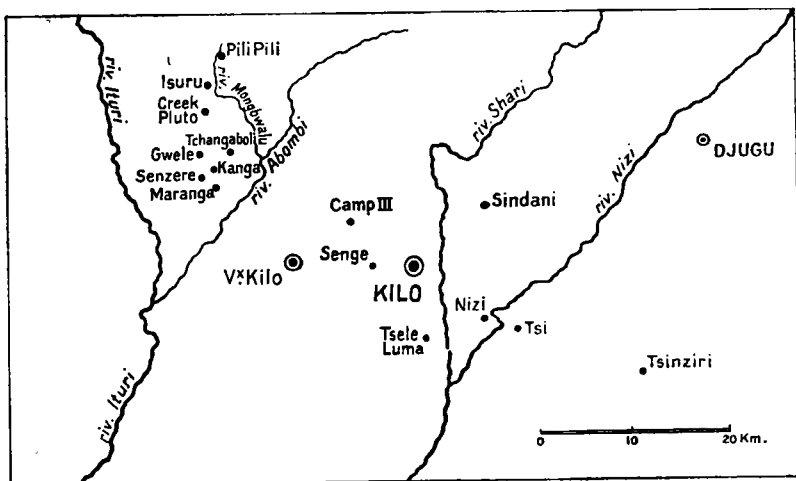 Pili Pili
riv. Ituri
Isuru
riv. Mongbwalu
Creek
Pluto
Tchangaboli
Gwele
Kanga
Senzere
Maranga
riv. Abombi
riv. Shari
DJUGU
riv. Nizi
Camp III
Sindani
Vx. Kilo
Senge
KILO
Nizi
Tsi
Tsele
Luma
Tsinziri
riv. Ituri
0 10 20 Km.